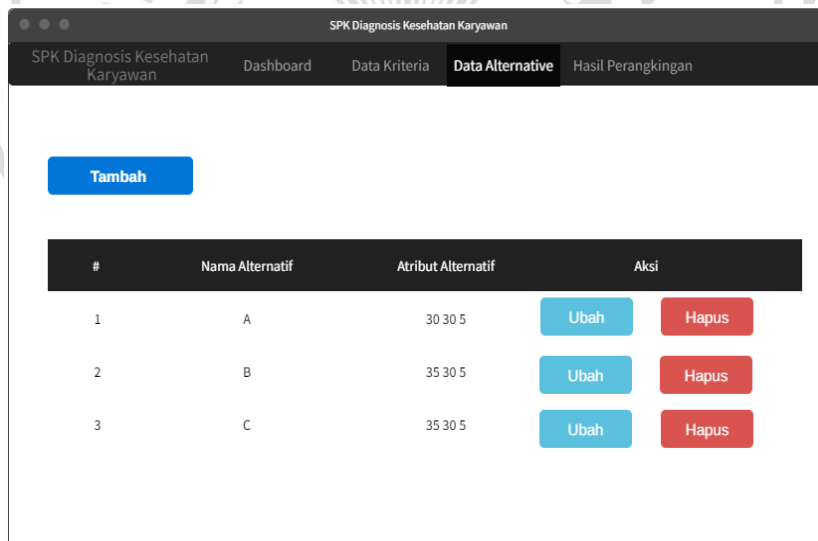 SPK Diagnosis Kesehatan Karyawan
SPK Diagnosis Kesehatan
Karyawan
Dashboard
Data Kriteria
Data Alternative
Hasil Perangkingan
Tambah
# Nama Alternatif Atribut Alternatif Aksi
1 A 30 30 5 Ubah Hapus
2 B 35 30 5 Ubah Hapus
3 C 35 30 5 Ubah Hapus